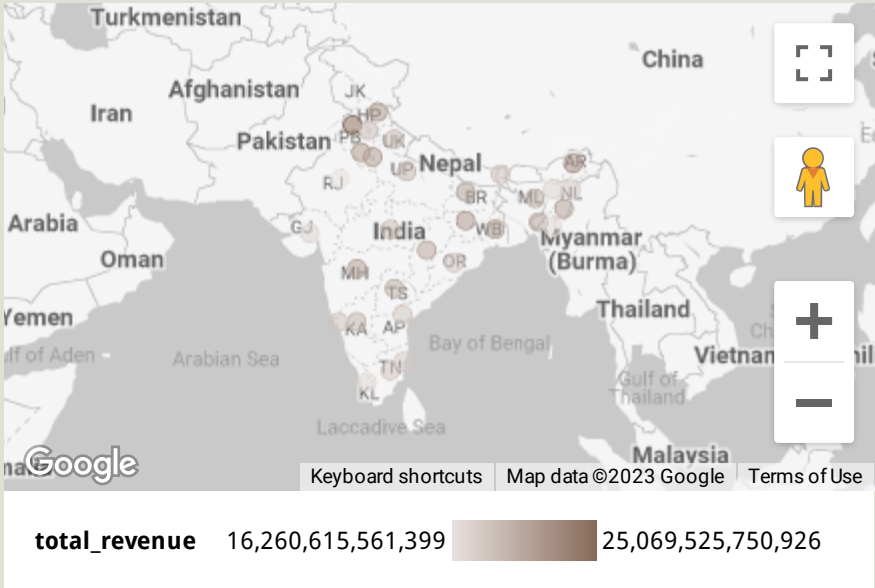 Turkmenistan
China
Afghanistan
JK
Iran
HP
Pakistan
PB
UK
Nepal
AR
UP
RJ
BR
ML
NL
Arabia
GJ
India
WB
Myanmar
(Burma)
Oman
OR
MH
TS
Yemen
Thailand
KA
AP
Bay of Bengal
Arabian Sea
Vietnam
TN
Gulf of
Thailand
KL
Laccadive Sea
Malaysia
Google
Keyboard shortcuts
Map data ©2023 Google
Terms of Use
total_revenue 16,260,615,561,399 25,069,525,750,926